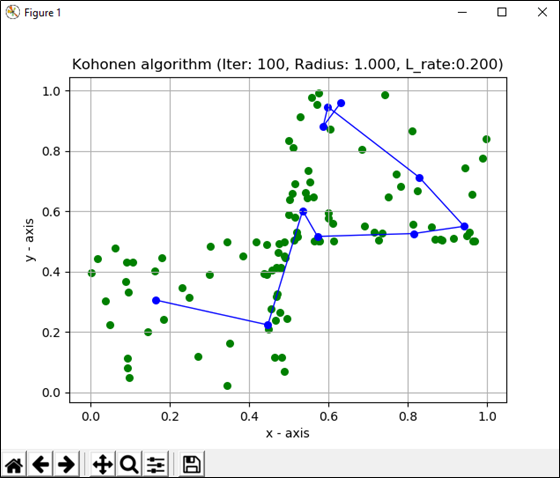 Figure 1
Kohonen algorithm (Iter: 100, Radius: 1.000, L_rate:0.200)
1.0
0.8
0.6
0.4
0.2
0.0
y - axis
0.0 0.2 0.4 0.6 0.8 1.0
x - axis